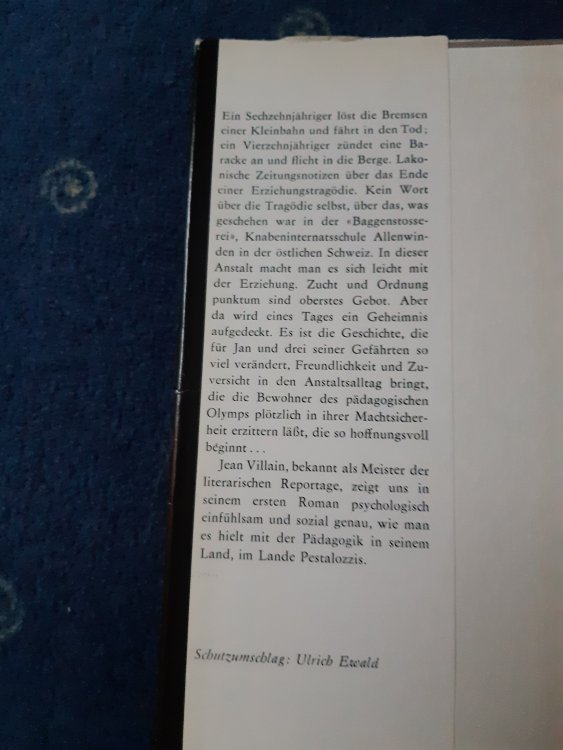 Ein Sechzehnjähriger löst die Bremsen
einer Kleinbahn und fährt in den Tod;
ein Vierzehnjähriger zündet eine Ba-
racke an und flieht in die Berge. Lako-
nische Zeitungsnotizen über das Ende
einer Erziehungstragödie. Kein Wort
über die Tragödie selbst, über das, was
geschehen war in der «Baggenstosse-
rei», Knabeninternatsschule Allenwin-
den in der östlichen Schweiz. In dieser
Anstalt macht man es sich leicht mit
der Erziehung. Zucht und Ordnung
punktum sind oberstes Gebot. Aber
da wird eines Tages ein Geheimnis
aufgedeckt. Es ist die Geschichte, die
für Jan und drei seiner Gefährten so
viel verändert, Freundlichkeit und Zu-
versicht in den Anstaltsalltag bringt,
die die Bewohner des pädagogischen
Olymps plötzlich in ihrer Machtsicher-
heit erzittern läßt, die so hoffnungsvoll
beginnt...
Jean Villain, bekannt als Meister der
literarischen Reportage, zeigt uns in
seinem ersten Roman psychologisch
einfühlsam und sozial genau, wie man
es hielt mit der Pädagogik in seinem
Land, im Lande Pestalozzis.
Schutzumschlag: Ulrich Ewald